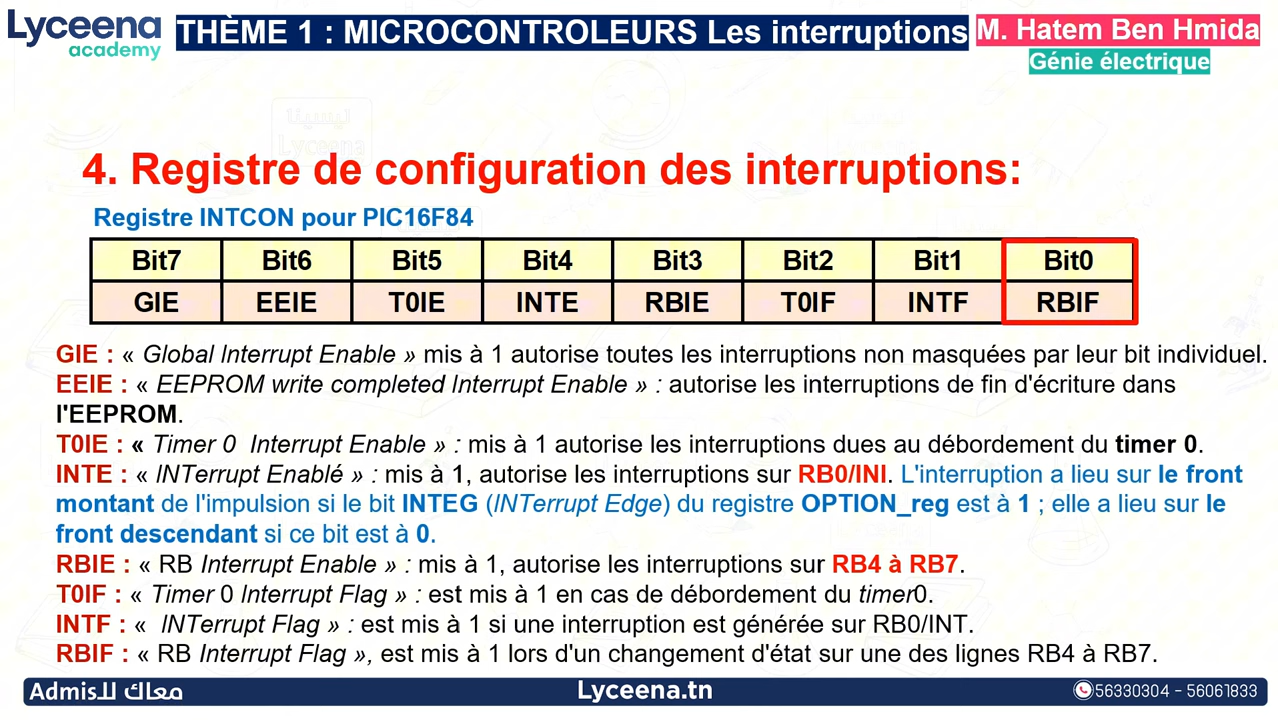 Lyceena
academy
THÈME 1 : MICROCONTROLEURS Les interruptions
M. Hatem Ben Hmida
Génie électrique
4. Registre de configuration des interruptions:
Registre INTCON pour PIC16F84
Bit7 Bit6 Bit5 Bit4 Bit3 Bit2 Bit1 Bit0
GIE EEIE T0IE INTE RBIE T0IF INTF RBIF
GIE : « Global Interrupt Enable » mis à 1 autorise toutes les interruptions non masquées par leur bit individuel.
EEIE : « EEPROM write completed Interrupt Enable » : autorise les interruptions de fin d'écriture dans
l'EEPROM.
T0IE : « Timer 0 Interrupt Enable » : mis à 1 autorise les interruptions dues au débordement du timer 0.
INTE : « INTerrupt Enablé » : mis à 1, autorise les interruptions sur RB0/INI. L'interruption a lieu sur le front
montant de l'impulsion si le bit INTEG (INTerrupt Edge) du registre OPTION_reg est à 1 ; elle a lieu sur le
front descendant si ce bit est à 0.
RBIE : « RB Interrupt Enable » : mis à 1, autorise les interruptions sur RB4 à RB7.
T0IF : « Timer 0 Interrupt Flag » : est mis à 1 en cas de débordement du timer0.
INTF : « INTerrupt Flag » : est mis à 1 si une interruption est générée sur RB0/INT.
RBIF : « RB Interrupt Flag », est mis à 1 lors d'un changement d'état sur une des lignes RB4 à RB7.
معاك للـAdmis
Lyceena.tn
56330304 - 56061833